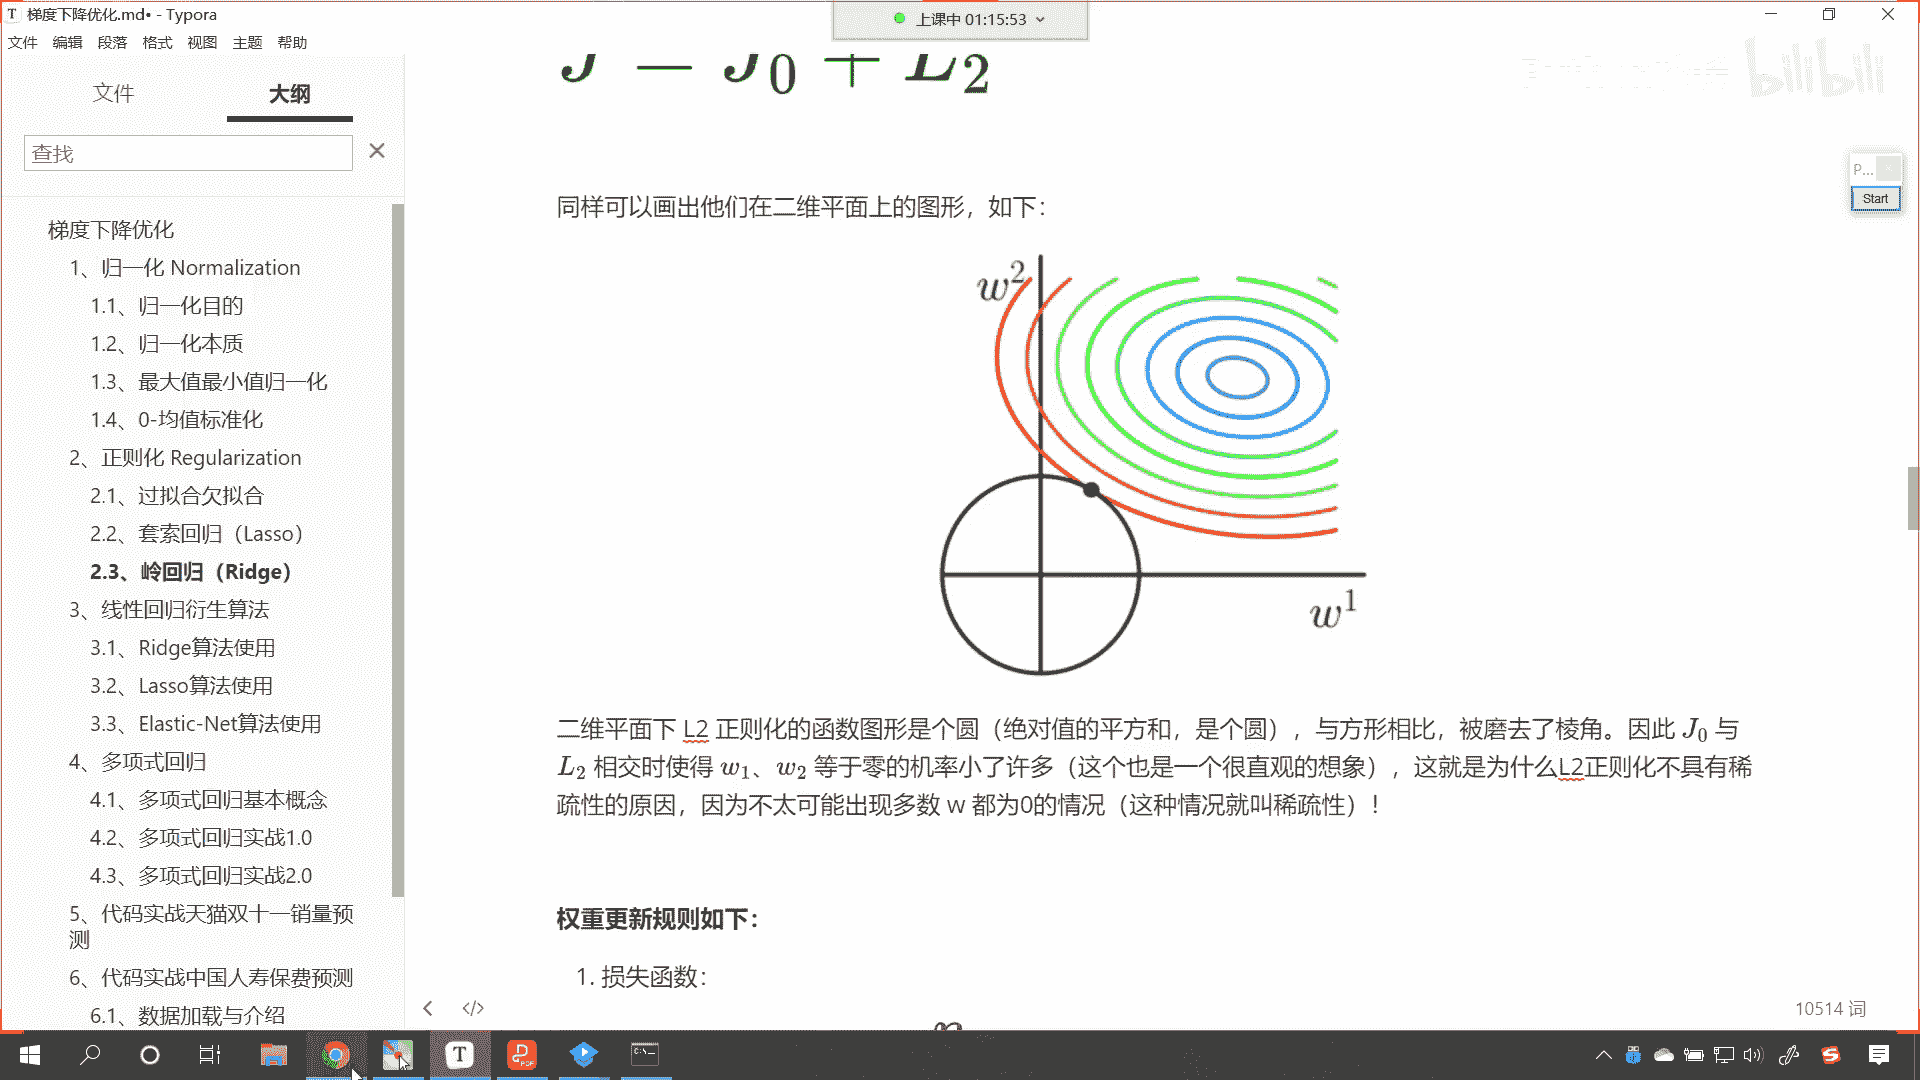 梯度下降优化.md• - Typora
上课中 01:15:53
文件 编辑 段落 格式 视图 主题 帮助
文件 大纲
查找
梯度下降优化
1、归一化 Normalization
1.1、归一化目的
1.2、归一化本质
1.3、最大值最小值归一化
1.4、0-均值标准化
2、正则化 Regularization
2.1、过拟合欠拟合
2.2、套索回归（Lasso）
2.3、岭回归（Ridge）
3、线性回归衍生算法
3.1、Ridge算法使用
3.2、Lasso算法使用
3.3、Elastic-Net算法使用
4、多项式回归
4.1、多项式回归基本概念
4.2、多项式回归实战1.0
4.3、多项式回归实战2.0
5、代码实战天猫双十一销量预
测
6、代码实战中国人寿保费预测
6.1、数据加载与介绍
J = J₀ + L₂
bilibili
P...
Start
同样可以画出他们在二维平面上的图形，如下：
w²
w¹
二维平面下 L2 正则化的函数图形是个圆（绝对值的平方和，是个圆），与方形相比，被磨去了棱角。因此 J₀ 与
L₂ 相交时使得 w₁、w₂ 等于零的机率小了许多（这个也是一个很直观的想象），这就是为什么L2正则化不具有稀
疏性的原因，因为不太可能出现多数 w 都为0的情况（这种情况就叫稀疏性）！
权重更新规则如下：
1. 损失函数：
</> 10514 词